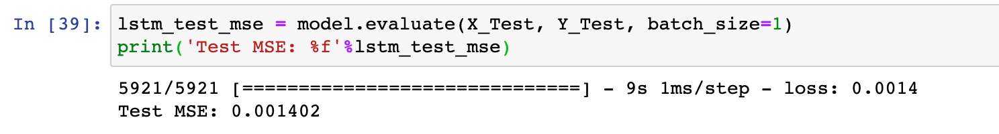 In [39]: lstm_test_mse = model.evaluate(X_Test, Y_Test, batch_size=1)
print('Test MSE: %f'%lstm_test_mse)
5921/5921 [==============================] - 9s 1ms/step - loss: 0.0014
Test MSE: 0.001402